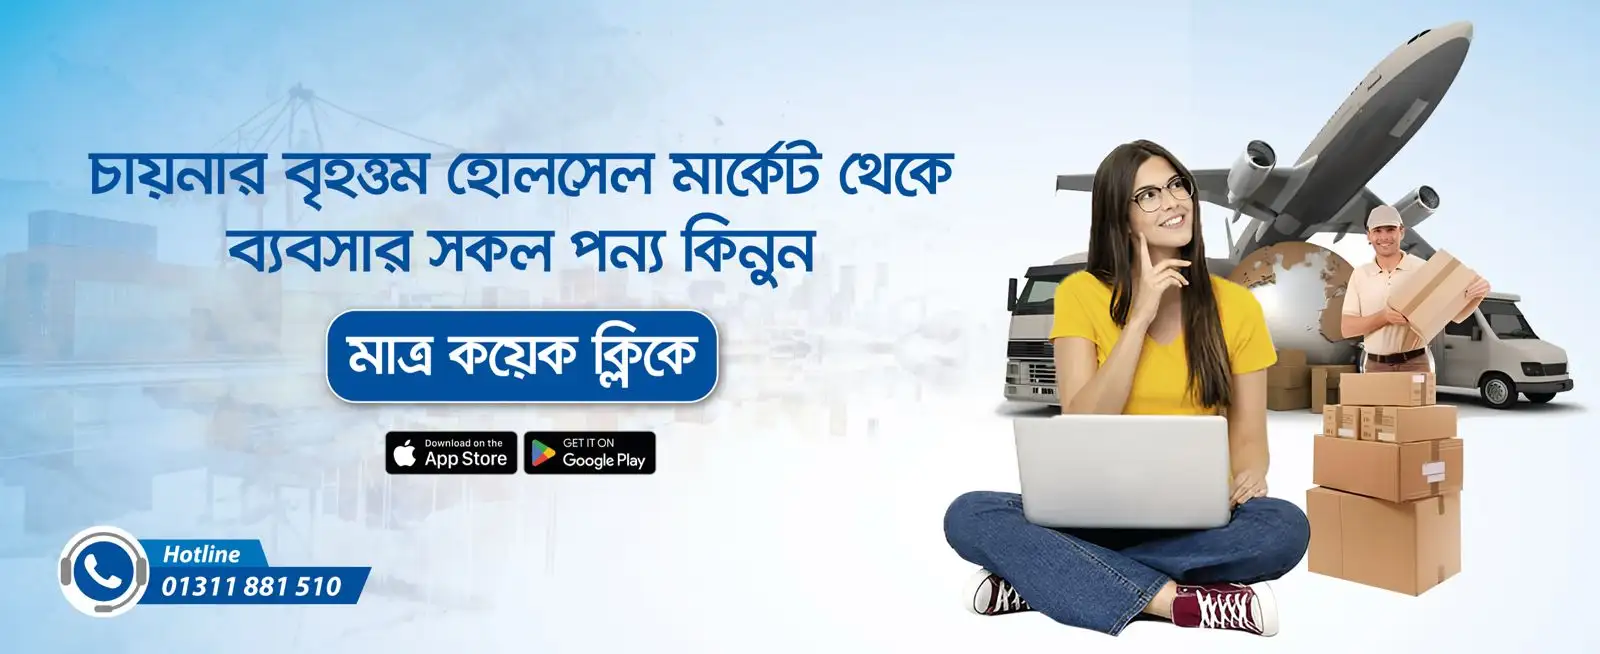 চায়নার বৃহত্তম হোলসেল মার্কেট থেকে
ব্যবসার সকল পন্য কিনুন
মাত্র কয়েক ক্লিকে
Download on the
App Store
GET IT ON
Google Play
Hotline
01311 881 510